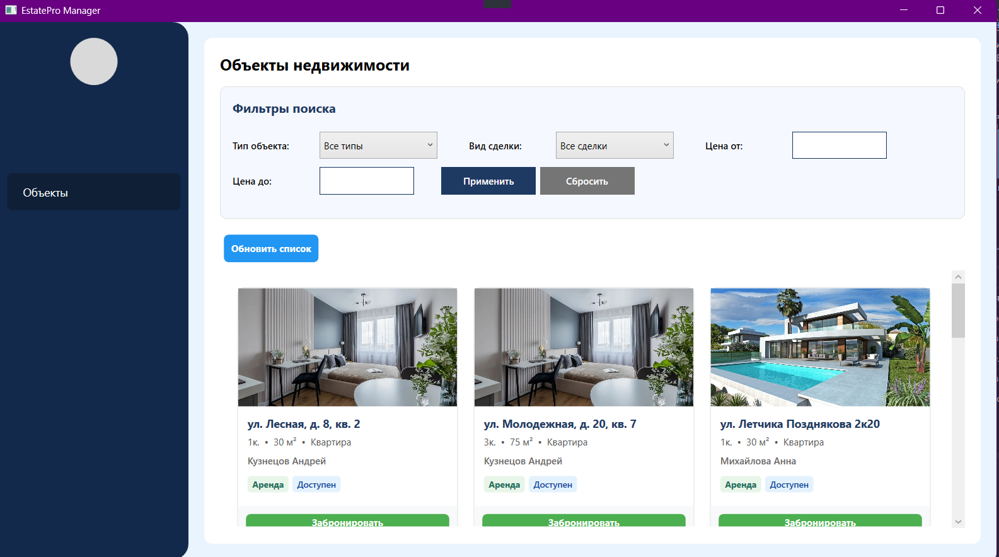 EstatePro Manager
Объекты
Объекты недвижимости
Фильтры поиска
Тип объекта: Все типы Вид сделки: Все сделки Цена от:
Цена до: Применить Сбросить
Обновить список
ул. Лесная, д. 8, кв. 2
1к. • 30 м² • Квартира
Кузнецов Андрей
Аренда Доступен
Забронировать
ул. Молодежная, д. 20, кв. 7
3к. • 75 м² • Квартира
Кузнецов Андрей
Аренда Доступен
Забронировать
ул. Летчика Позднякова 2к20
1к. • 30 м² • Квартира
Михайлова Анна
Аренда Доступен
Забронировать